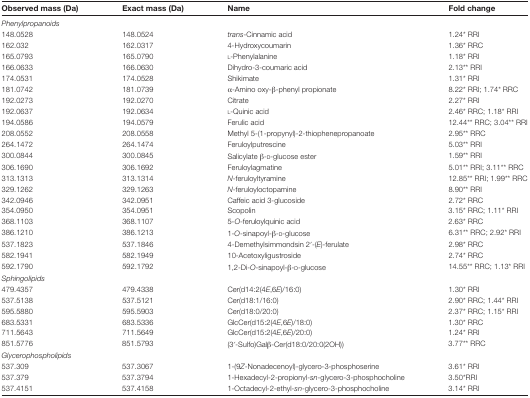 Observed mass (Da) Exact mass (Da) Name Fold change
Phenylpropanoids
148.0528 148.0524 trans-Cinnamic acid 1.24* RRI
162.032 162.0317 4-Hydroxycoumarin 1.36* RRC
165.0793 165.0790 L-Phenylalanine 1.18* RRI
166.0633 166.0630 Dihydro-3-coumaric acid 2.13** RRI
174.0531 174.0528 Shikimate 1.31* RRI
181.0742 181.0739 α-Amino oxy-β-phenyl propionate 8.22* RRI; 1.74* RRC
192.0273 192.0270 Citrate 2.27* RRI
192.0637 192.0634 L-Quinic acid 2.46* RRC; 1.18* RRI
194.0586 194.0579 Ferulic acid 12.44** RRC; 3.04** RRI
208.0552 208.0558 Methyl 5-(1-propynyl)-2-thiophenepropanoate 2.95** RRC
264.1472 264.1474 Feruloylputrescine 5.03** RRI
300.0844 300.0845 Salicylate β-D-glucose ester 1.59** RRI
306.1690 306.1692 Feruloylagmatine 5.01** RRI; 3.11** RRC
313.1313 313.1314 N-feruloyltyramine 12.85** RRI; 1.99** RRC
329.1262 329.1263 N-feruloyloctopamine 8.90** RRI
342.0946 342.0951 Caffeic acid 3-glucoside 2.72* RRC
354.0950 354.0951 Scopolin 3.15* RRC; 1.11* RRI
368.1103 368.1107 5-O-feruloylquinic acid 2.63* RRC
386.1210 386.1213 1-O-sinapoyl-β-D-glucose 6.31** RRC; 2.92* RRI
537.1823 537.1846 4-Demethylsimmondsin 2′-(E)-ferulate 2.98* RRC
582.1941 582.1949 10-Acetoxyligustroside 2.74* RRC
592.1790 592.1792 1,2-Di-O-sinapoyl-β-D-glucose 14.55** RRC; 1.13* RRI
Sphingolipids
479.4357 479.4338 Cer(d14:2(4E,6E)/16:0) 1.30* RRI
537.5138 537.5121 Cer(d18:1/16:0) 2.90* RRC; 1.44* RRI
595.5880 595.5903 Cer(d18:0/20:0) 2.37* RRC; 1.15* RRI
683.5331 683.5336 GlcCer(d15:2(4E,6E)/18:0) 1.30* RRC
711.5643 711.5649 GlcCer(d15:2(4E,6E)/20:0) 1.24* RRI
851.5776 851.5793 (3′-Sulfo)Galβ-Cer(d18:0/20:0(2OH)) 3.77** RRC
Glycerophospholipids
537.309 537.3067 1-(9Z-Nonadecenoyl)-glycero-3-phosphoserine 3.61* RRI
537.379 537.3794 1-Hexadecyl-2-propionyl-sn-glycero-3-phosphocholine 3.50*RRI
537.4151 537.4158 1-Octadecyl-2-ethyl-sn-glycero-3-phosphocholine 3.14* RRI